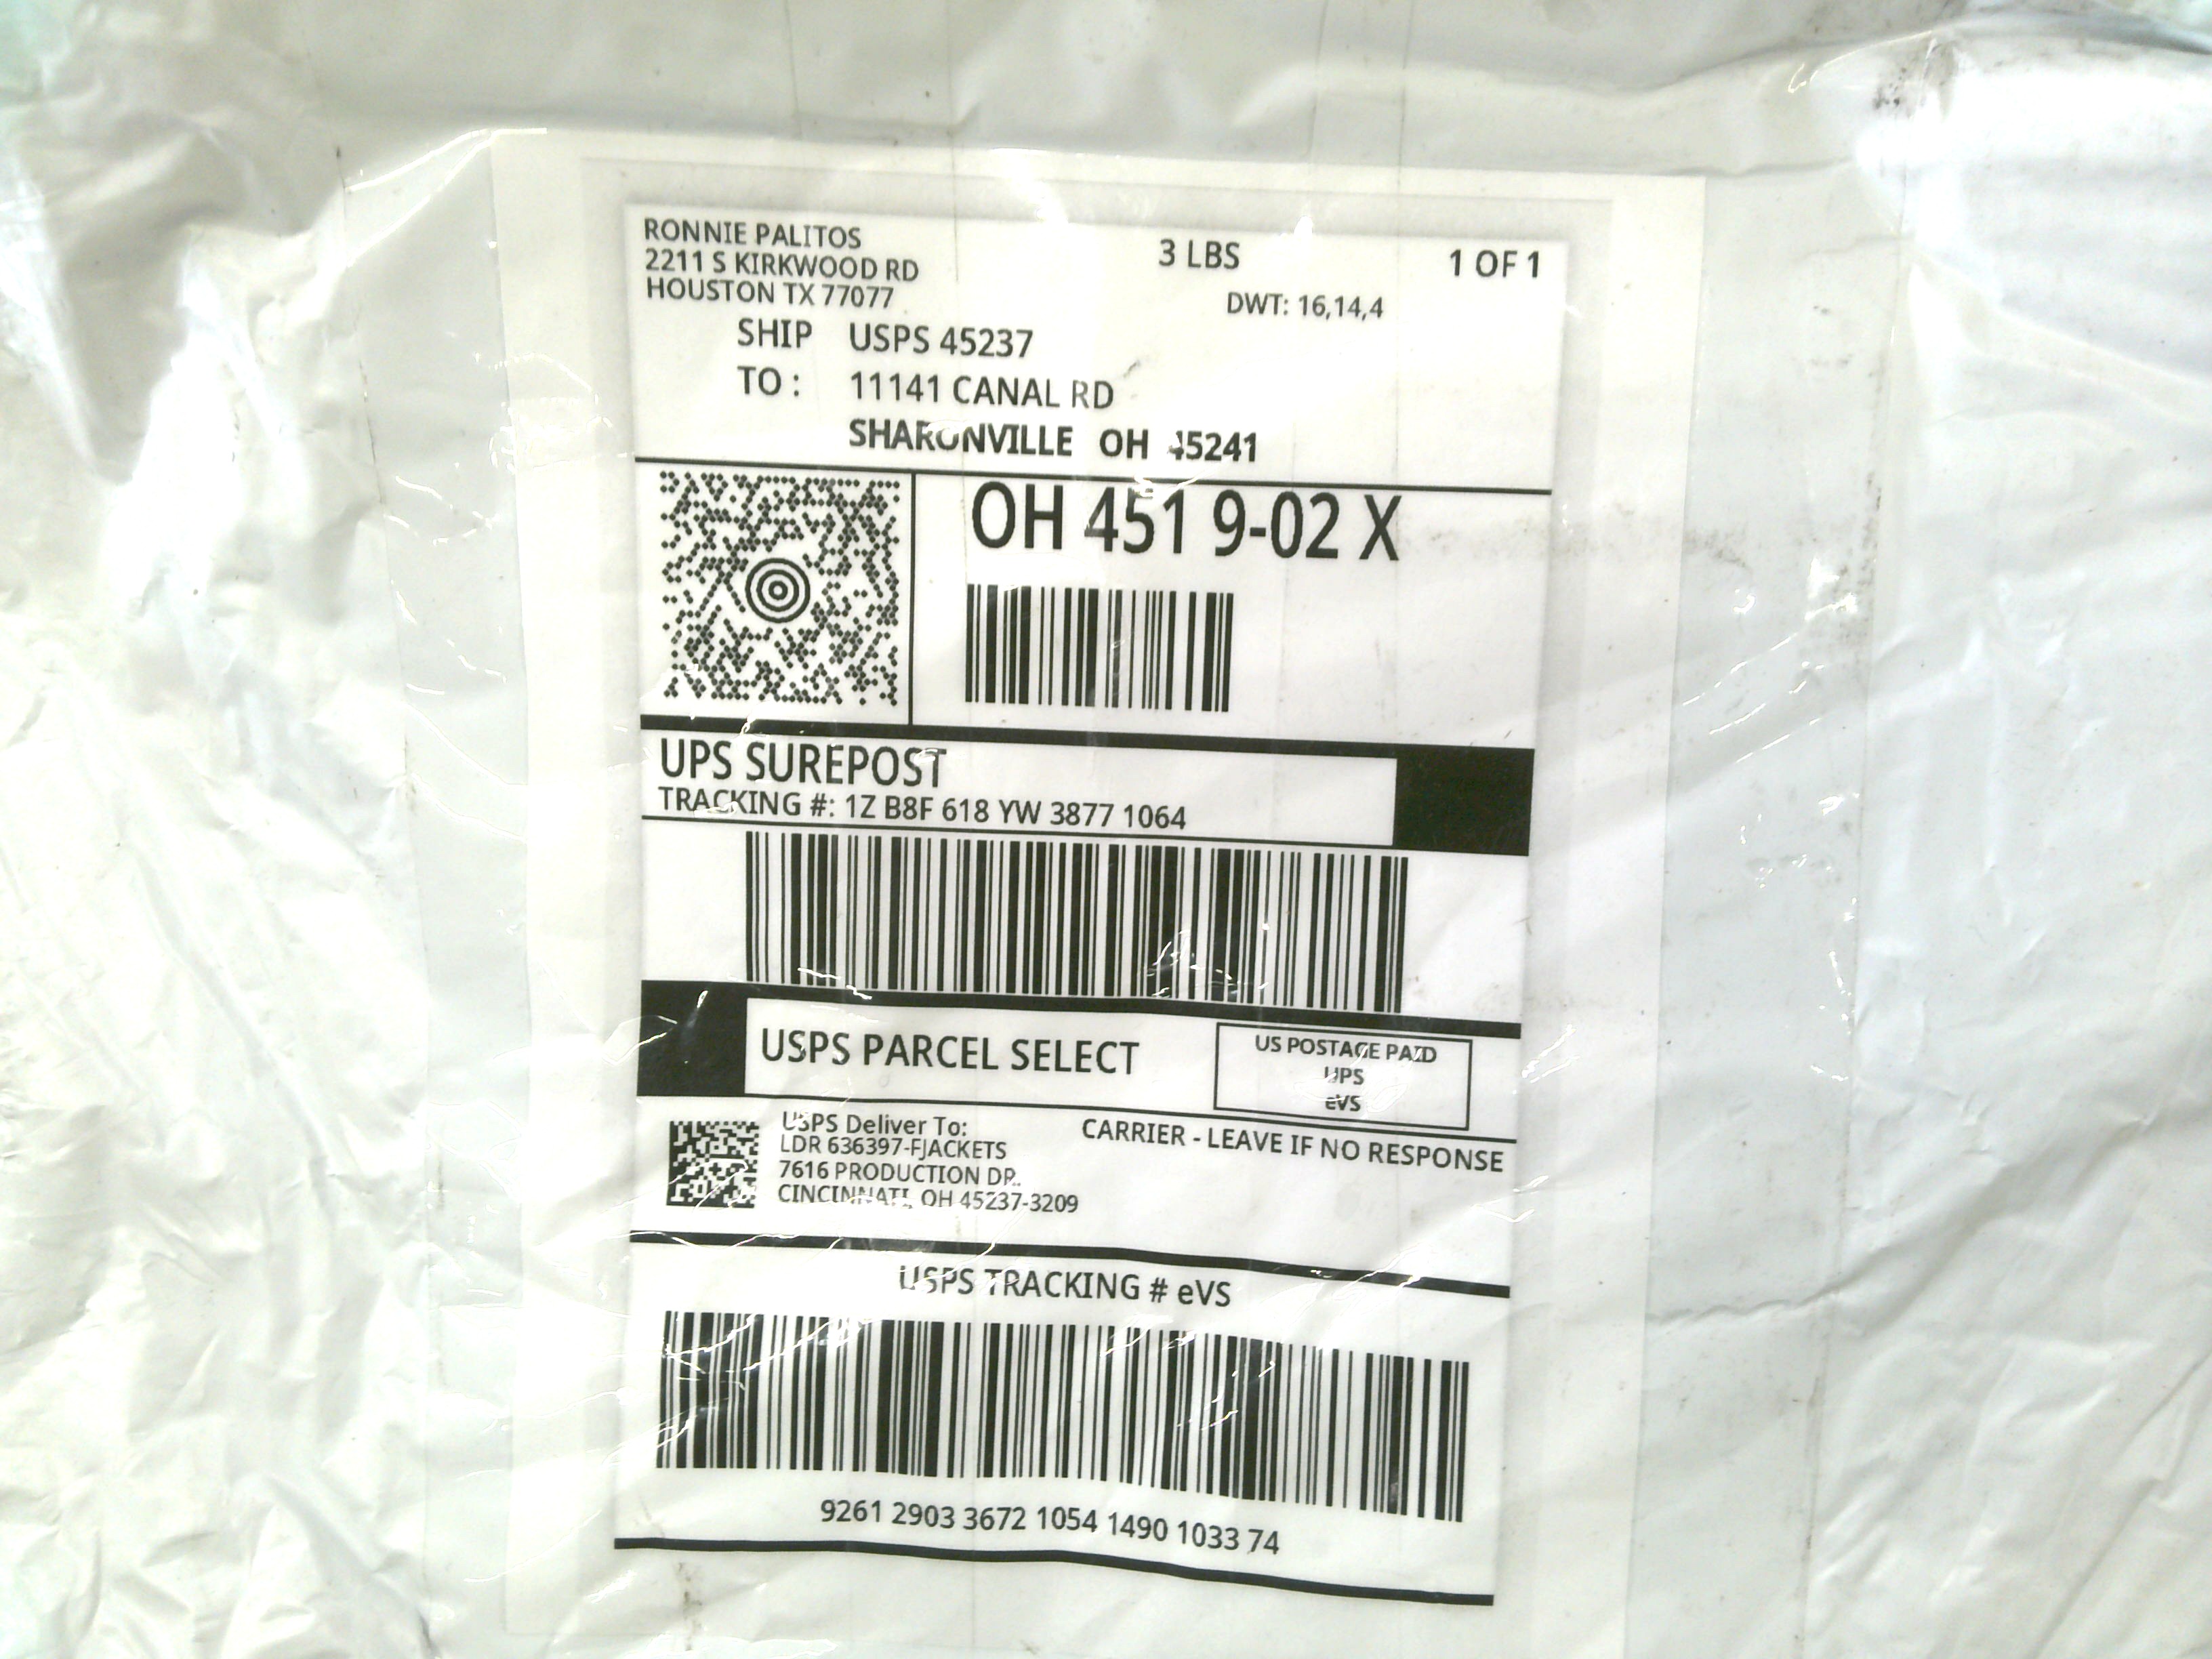 RONNIE PALITOS
2211 S KIRKWOOD RD
HOUSTON TX 77077
3 LBS
1 OF 1
DWT: 16,14,4
SHIP USPS 45237
TO : 11141 CANAL RD
SHARONVILLE OH 45241
OH 451 9-02 X
UPS SUREPOST
TRACKING #: 1Z B8F 618 YW 3877 1064
USPS PARCEL SELECT
US POSTAGE PAID
UPS
eVS
USPS Deliver To:
LDR 636397-FJACKETS
7616 PRODUCTION DR.
CINCINNATI, OH 45237-3209
CARRIER - LEAVE IF NO RESPONSE
USPS TRACKING # eVS
9261 2903 3672 1054 1490 1033 74